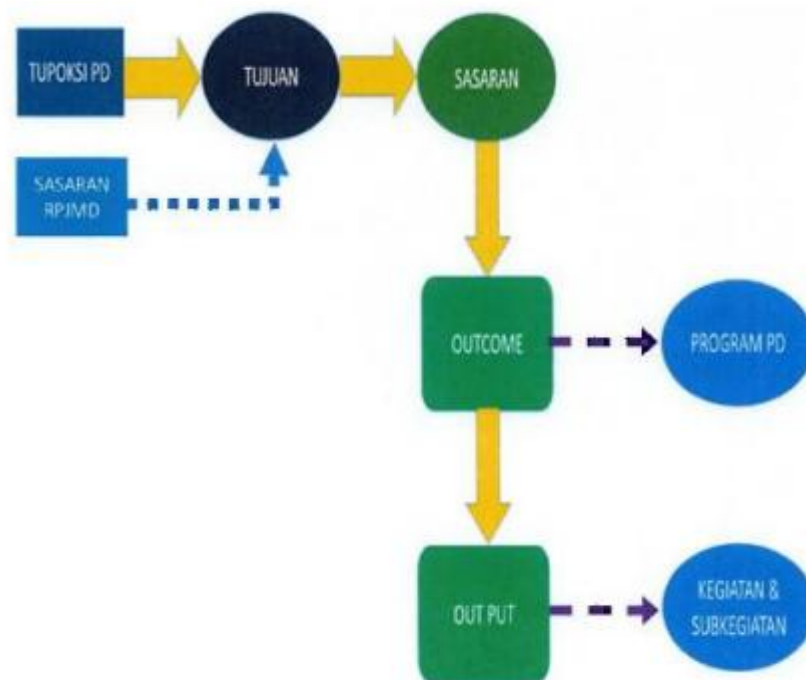 TUPOKSI PD
TUJUAN
SASARAN
SASARAN
RPJMD
OUTCOME
PROGRAM PD
OUT PUT
KEGIATAN &
SUBKEGIATAN